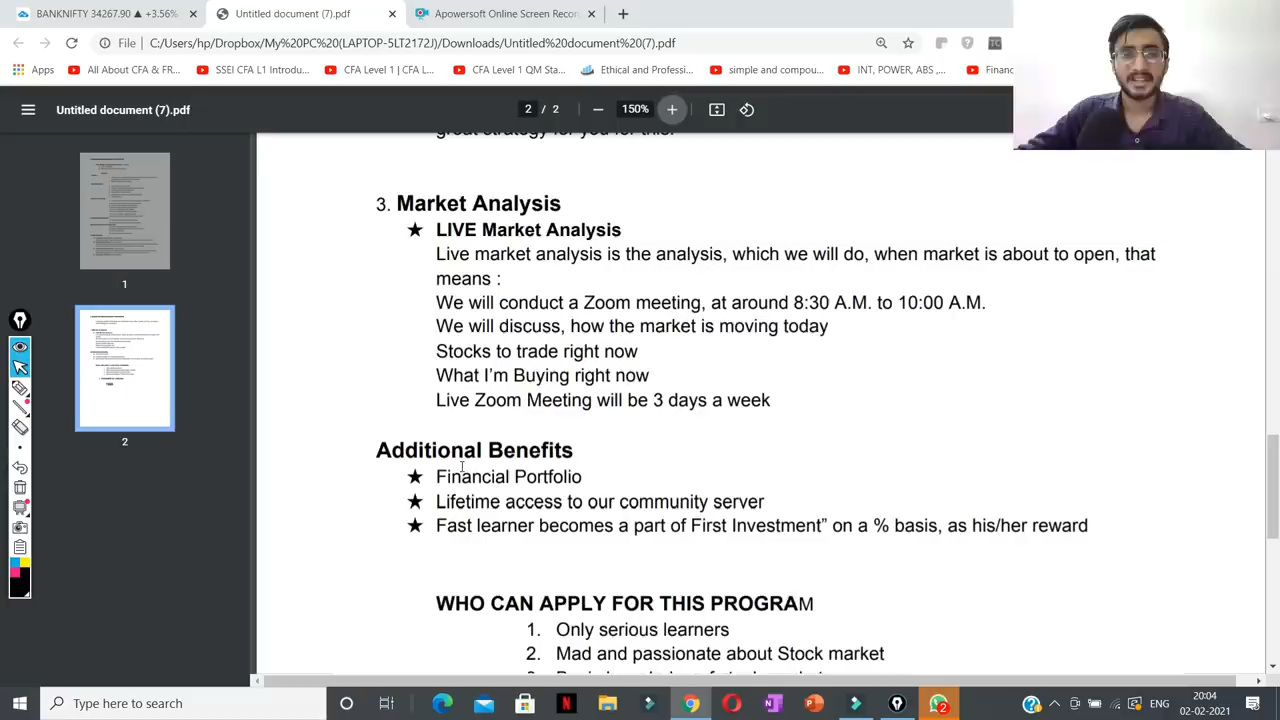 BANKNIFTY 34267.90 ▲ +3.56%
Untitled document (7).pdf
Apowersoft Online Screen Recor
File
C:/Users/hp/Dropbox/My%20PC%20(LAPTOP-5LT2172J)/Downloads/Untitled%20document%20(7).pdf
TC
Apps
All About CFA & FR...
SSEI CFA L1 Introdu...
CFA Level 1 | CFA L...
CFA Level 1 QM Sta...
Ethical and Professi...
simple and compou...
INT, POWER, ABS ,...
Financ
Untitled document (7).pdf
2 / 2
150%
1
2
great strategy for you for this.
3. Market Analysis
★ LIVE Market Analysis
Live market analysis is the analysis, which we will do, when market is about to open, that
means :
We will conduct a Zoom meeting, at around 8:30 A.M. to 10:00 A.M.
We will discuss, how the market is moving today
Stocks to trade right now
What I'm Buying right now
Live Zoom Meeting will be 3 days a week
Additional Benefits
★ Financial Portfolio
★ Lifetime access to our community server
★ Fast learner becomes a part of First Investment” on a % basis, as his/her reward
WHO CAN APPLY FOR THIS PROGRAM
1. Only serious learners
2. Mad and passionate about Stock market
Type here to search
2
ENG
20:04
02-02-2021